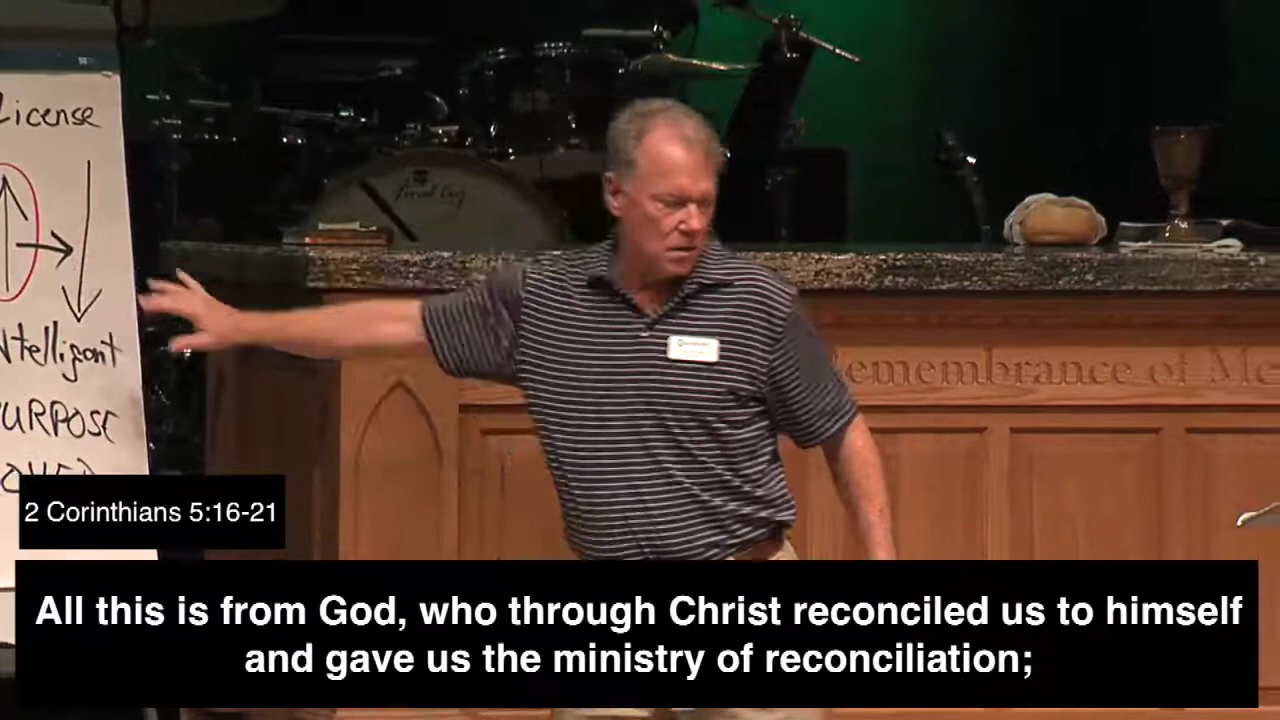 License
ntelligent
URPOSE
emembrance of Me
2 Corinthians 5:16-21
All this is from God, who through Christ reconciled us to himself
and gave us the ministry of reconciliation;